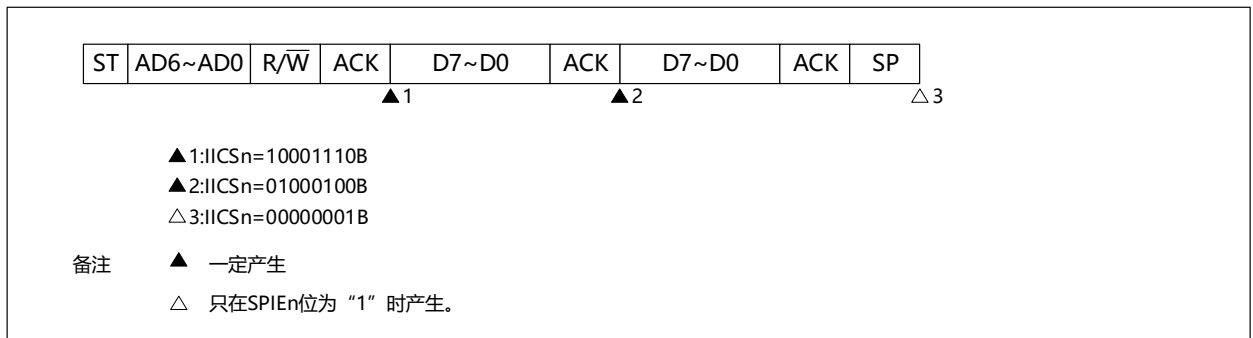 ST AD6~AD0 R/W̅ ACK D7~D0 ACK D7~D0 ACK SP
▲1 ▲2 △3
▲1:IICSn=10001110B
▲2:IICSn=01000100B
△3:IICSn=00000001B
备注 ▲ 一定产生
△ 只在SPIEn位为“1”时产生。